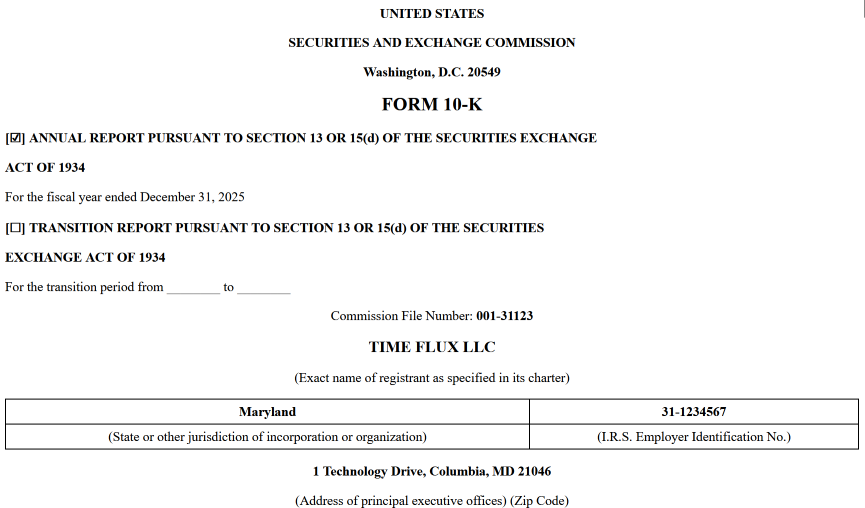 UNITED STATES
SECURITIES AND EXCHANGE COMMISSION
Washington, D.C. 20549
FORM 10-K
[☑] ANNUAL REPORT PURSUANT TO SECTION 13 OR 15(d) OF THE SECURITIES EXCHANGE
ACT OF 1934
For the fiscal year ended December 31, 2025
[☐] TRANSITION REPORT PURSUANT TO SECTION 13 OR 15(d) OF THE SECURITIES
EXCHANGE ACT OF 1934
For the transition period from ________ to ________
Commission File Number: 001-31123
TIME FLUX LLC
(Exact name of registrant as specified in its charter)
Maryland 31-1234567
(State or other jurisdiction of incorporation or organization) (I.R.S. Employer Identification No.)
1 Technology Drive, Columbia, MD 21046
(Address of principal executive offices) (Zip Code)